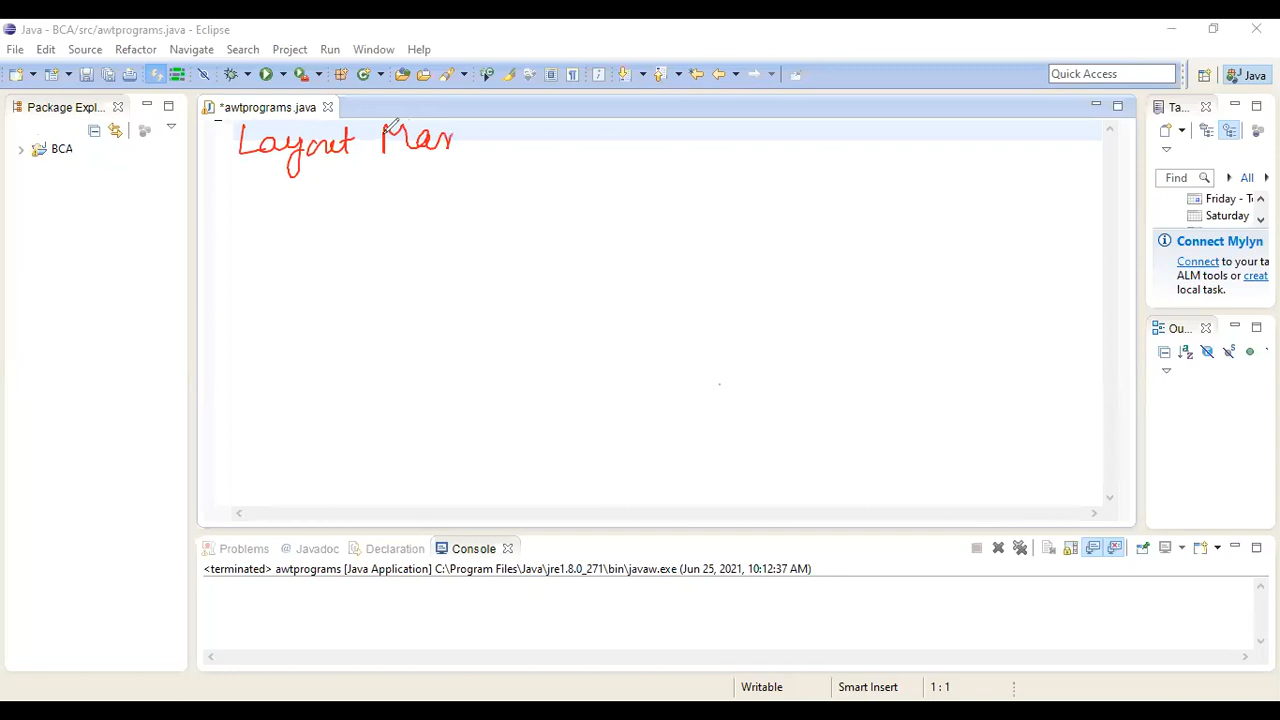 Java - BCA/src/awtprograms.java - Eclipse
File Edit Source Refactor Navigate Search Project Run Window Help
Quick Access
Java
Package Expl...
*awtprograms.java
Ta...
Layout Man
BCA
Find
All
Friday - T
Saturday
Connect Mylyn
Connect to your ta
ALM tools or creat
local task.
Ou...
Problems @ Javadoc Declaration Console
<terminated> awtprograms [Java Application] C:\Program Files\Java\jre1.8.0_271\bin\javaw.exe (Jun 25, 2021, 10:12:37 AM)
Writable Smart Insert 1 : 1